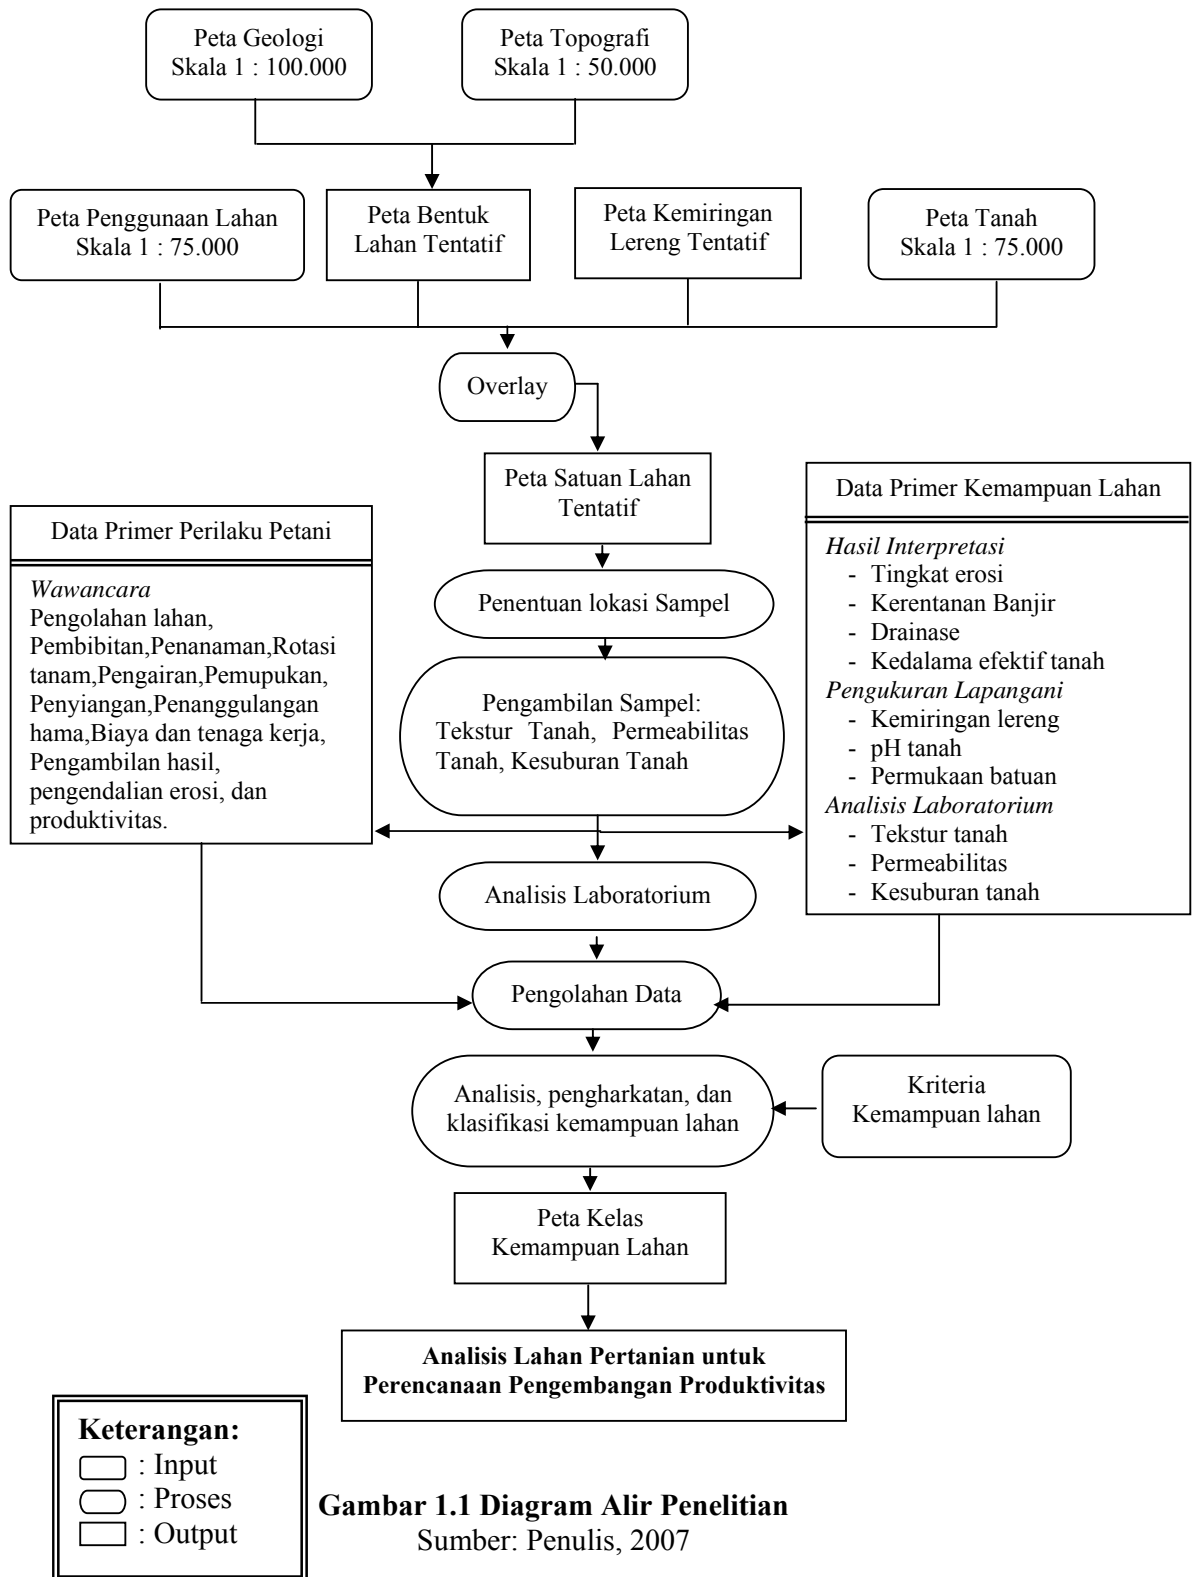 Peta Geologi
Skala 1 : 100.000
Peta Topografi
Skala 1 : 50.000
Peta Penggunaan Lahan
Skala 1 : 75.000
Peta Bentuk
Lahan Tentatif
Peta Kemiringan
Lereng Tentatif
Peta Tanah
Skala 1 : 75.000
Overlay
Peta Satuan Lahan
Tentatif
Data Primer Perilaku Petani
Wawancara
Pengolahan lahan,
Pembibitan,Penanaman,Rotasi
tanam,Pengairan,Pemupukan,
Penyiangan,Penanggulangan
hama,Biaya dan tenaga kerja,
Pengambilan hasil,
pengendalian erosi, dan
produktivitas.
Penentuan lokasi Sampel
Pengambilan Sampel:
Tekstur Tanah, Permeabilitas
Tanah, Kesuburan Tanah
Data Primer Kemampuan Lahan
Hasil Interpretasi
- Tingkat erosi
- Kerentanan Banjir
- Drainase
- Kedalama efektif tanah
Pengukuran Lapangani
- Kemiringan lereng
- pH tanah
- Permukaan batuan
Analisis Laboratorium
- Tekstur tanah
- Permeabilitas
- Kesuburan tanah
Analisis Laboratorium
Pengolahan Data
Analisis, pengharkatan, dan
klasifikasi kemampuan lahan
Kriteria
Kemampuan lahan
Peta Kelas
Kemampuan Lahan
Analisis Lahan Pertanian untuk
Perencanaan Pengembangan Produktivitas
Keterangan:
: Input
: Proses
: Output
Gambar 1.1 Diagram Alir Penelitian
Sumber: Penulis, 2007